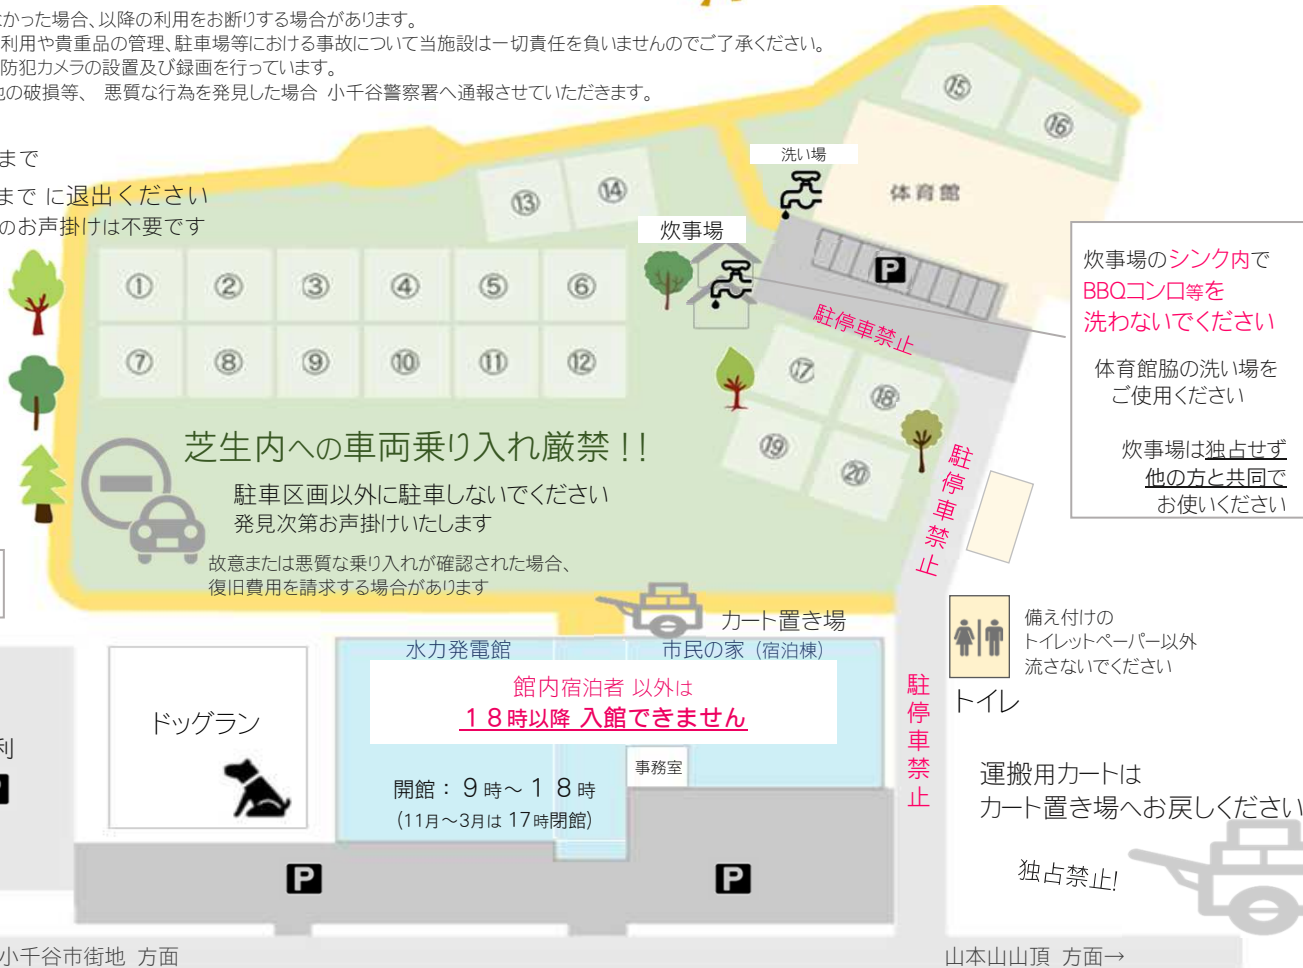 かった場合、以降の利用をお断りする場合があります。
利用や貴重品の管理、駐車場等における事故について当施設は一切責任を負いませんのでご了承ください。
防犯カメラの設置及び録画を行っています。
の破損等、 悪質な行為を発見した場合 小千谷警察署へ通報させていただきます。
まで
まで に退出ください
のお声掛けは不要です
⑮
⑯
洗い場
体育館
⑬
⑭
炊事場
P
駐停車禁止
① ② ③ ④ ⑤ ⑥
⑦ ⑧ ⑨ ⑩ ⑪ ⑫
⑰
⑱
⑲
⑳
炊事場のシンク内で
BBQコンロ等を
洗わないでください
体育館脇の洗い場を
ご使用ください
炊事場は独占せず
他の方と共同で
お使いください
芝生内への車両乗り入れ厳禁!!
駐車区画以外に駐車しないでください
発見次第お声掛けいたします
故意または悪質な乗り入れが確認された場合、
復旧費用を請求する場合があります
駐停車禁止
カート置き場
水力発電館
市民の家（宿泊棟）
館内宿泊者 以外は
１８時以降 入館できません
事務室
開館： ９時～１８時
(11月～3月は 17時閉館)
ドッグラン
利
P
P
駐停車禁止
備え付けの
トイレットペーパー以外
流さないでください
トイレ
運搬用カートは
カート置き場へお戻しください
独占禁止!
小千谷市街地 方面
山本山山頂 方面→